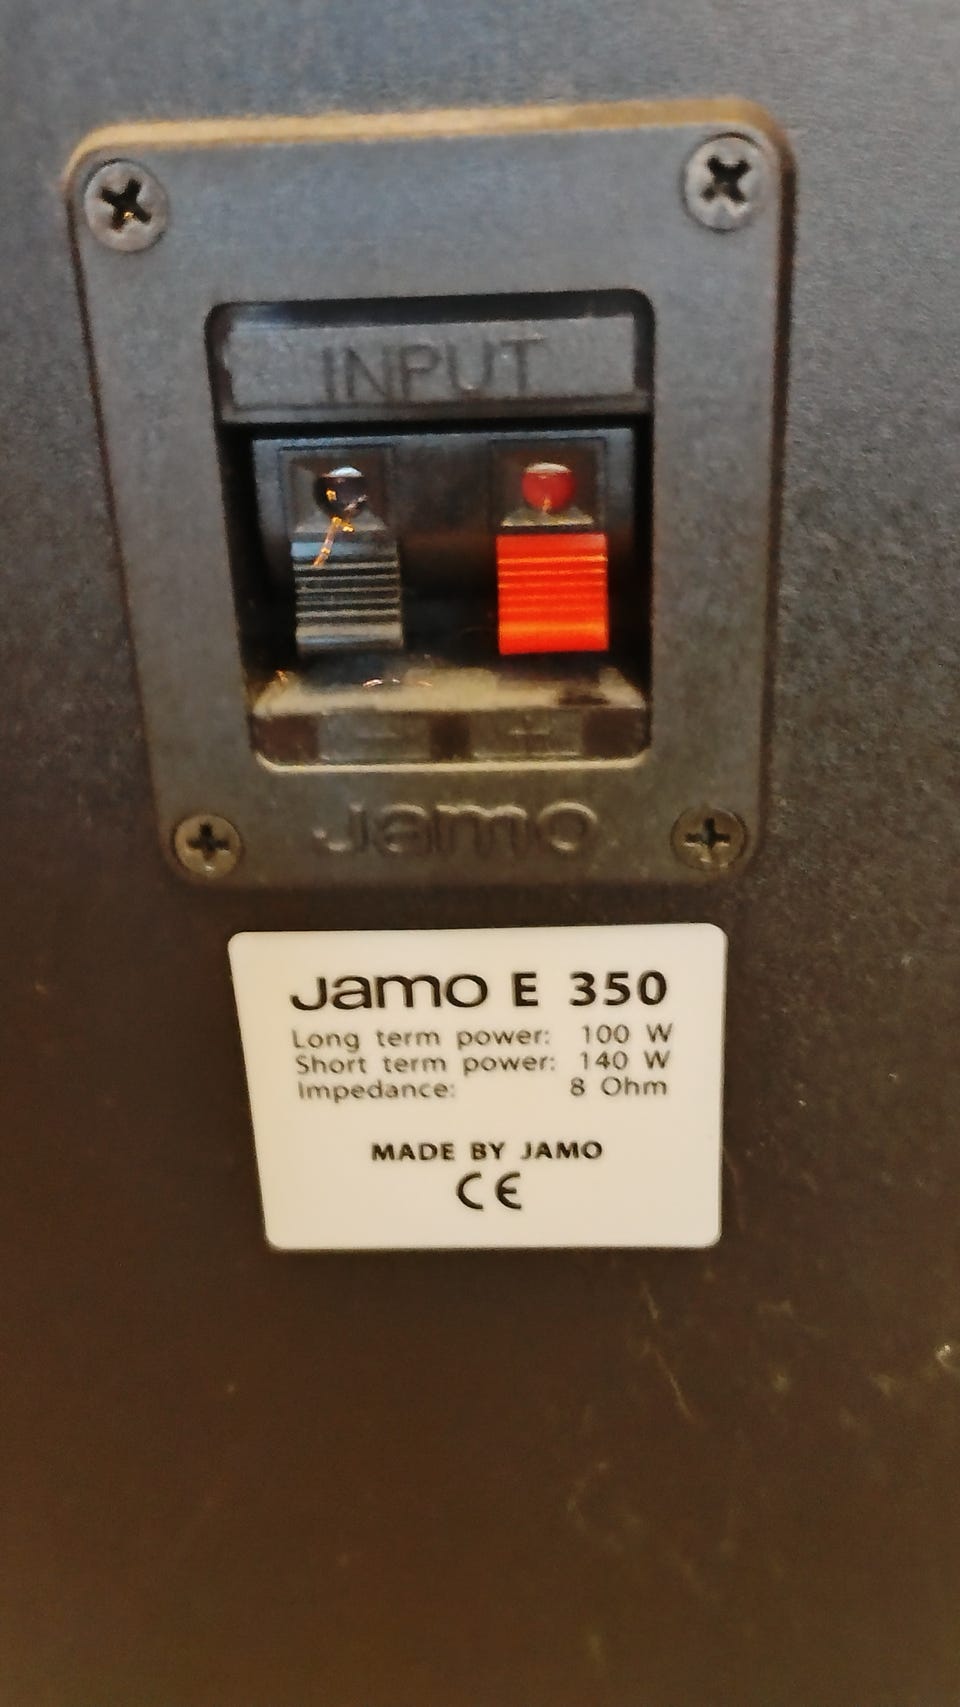 INPUT
- +
Jamo
Jamo E 350
Long term power: 100 W
Short term power: 140 W
Impedance: 8 Ohm
MADE BY JAMO
CE